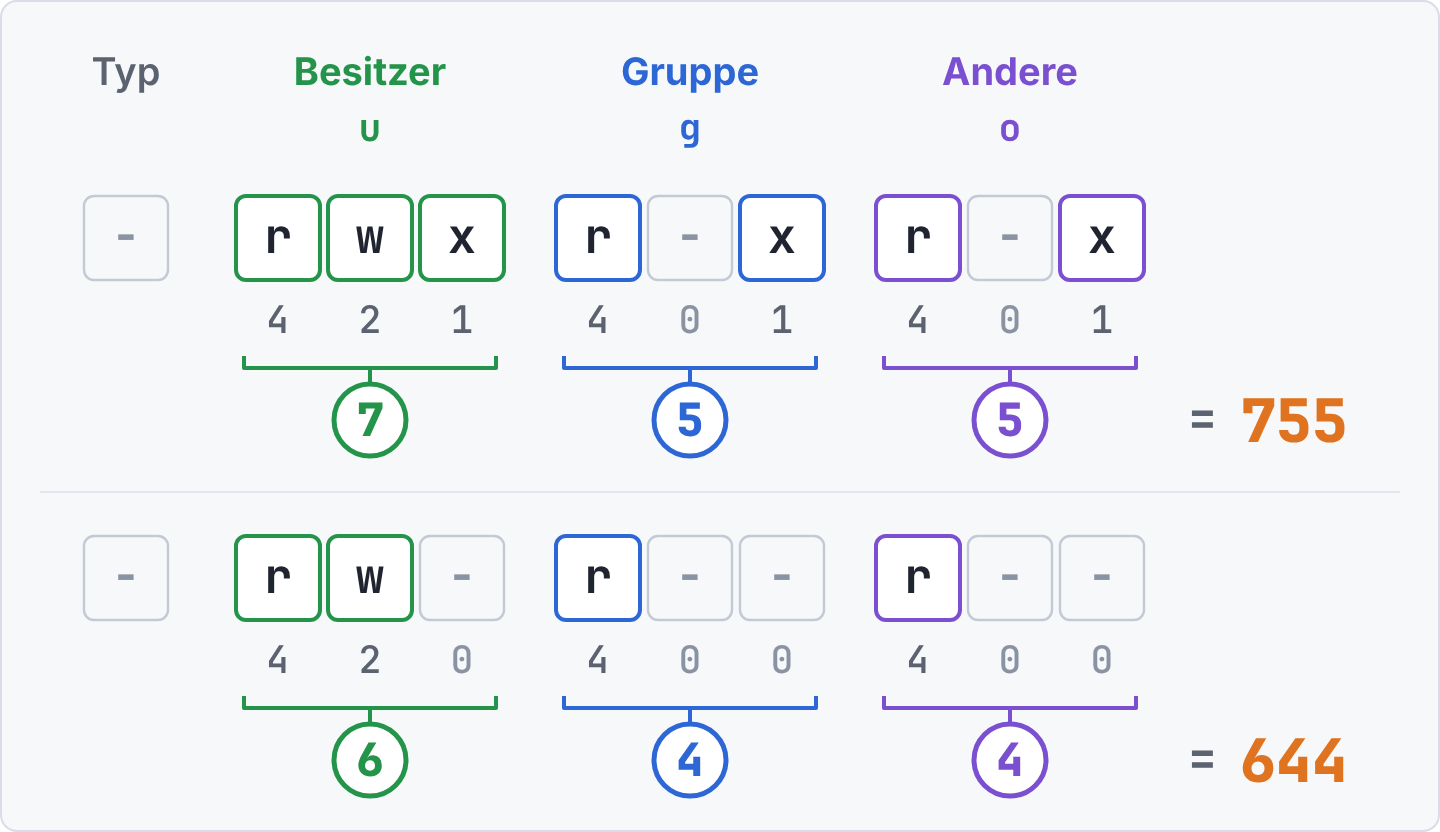 Typ Besitzer Gruppe Andere
u g o
- r w x r - x r - x
4 2 1 4 0 1 4 0 1
7 5 5 = 755
- r w - r - - r - -
4 2 0 4 0 0 4 0 0
6 4 4 = 644